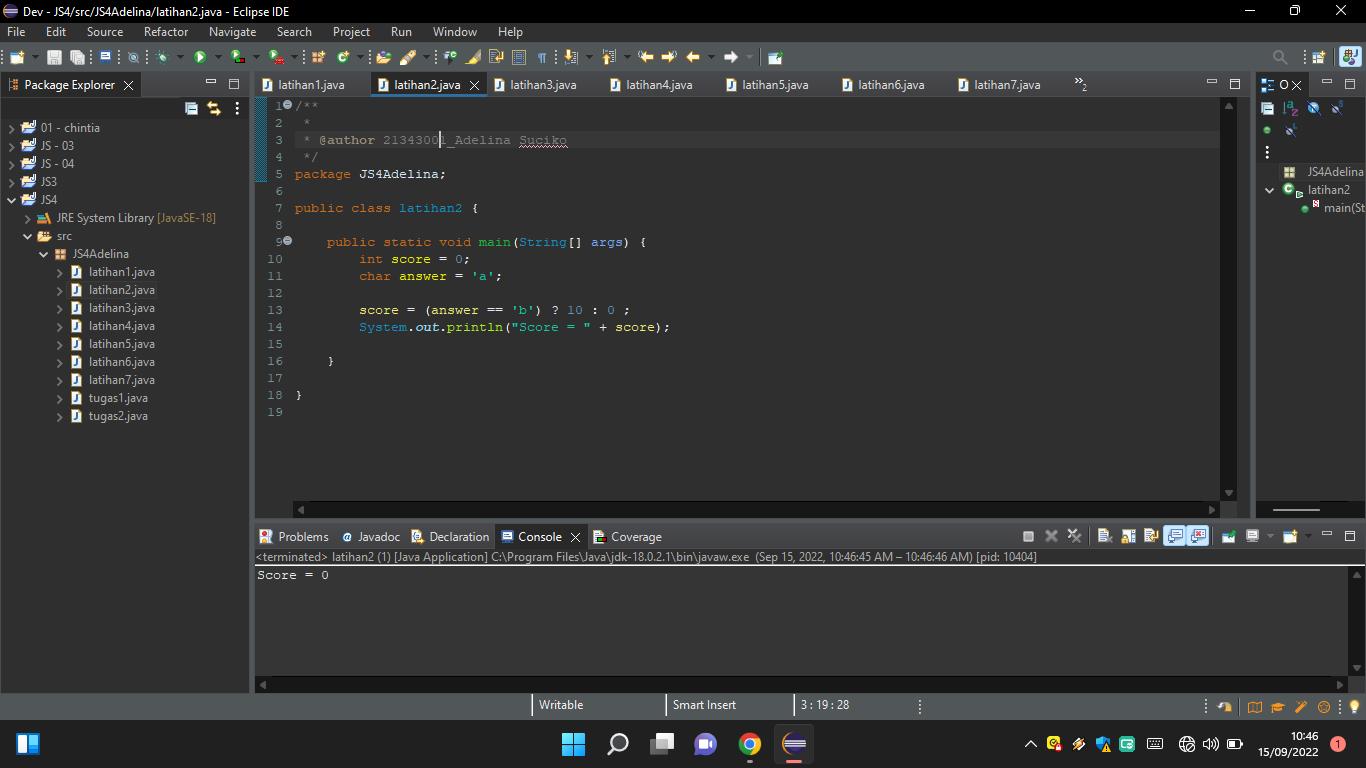 Dev - JS4/src/JS4Adelina/latihan2.java - Eclipse IDE
File Edit Source Refactor Navigate Search Project Run Window Help
Package Explorer
latihan1.java latihan2.java latihan3.java latihan4.java latihan5.java latihan6.java latihan7.java »2
01 - chintia
JS - 03
JS - 04
JS3
JS4
JRE System Library [JavaSE-18]
src
JS4Adelina
latihan1.java
latihan2.java
latihan3.java
latihan4.java
latihan5.java
latihan6.java
latihan7.java
tugas1.java
tugas2.java
1 /**
2 *
3 * @author 21343001_Adelina Suciko
4 */
5 package JS4Adelina;
6
7 public class latihan2 {
8
9 public static void main(String[] args) {
10 int score = 0;
11 char answer = 'a';
12
13 score = (answer == 'b') ? 10 : 0 ;
14 System.out.println("Score = " + score);
15
16 }
17
18 }
19
O
JS4Adelina
latihan2
main(St
Problems @ Javadoc Declaration Console Coverage
<terminated> latihan2 (1) [Java Application] C:\Program Files\Java\jdk-18.0.2.1\bin\javaw.exe (Sep 15, 2022, 10:46:45 AM – 10:46:46 AM) [pid: 10404]
Score = 0
Writable Smart Insert 3 : 19 : 28
10:46
15/09/2022
1